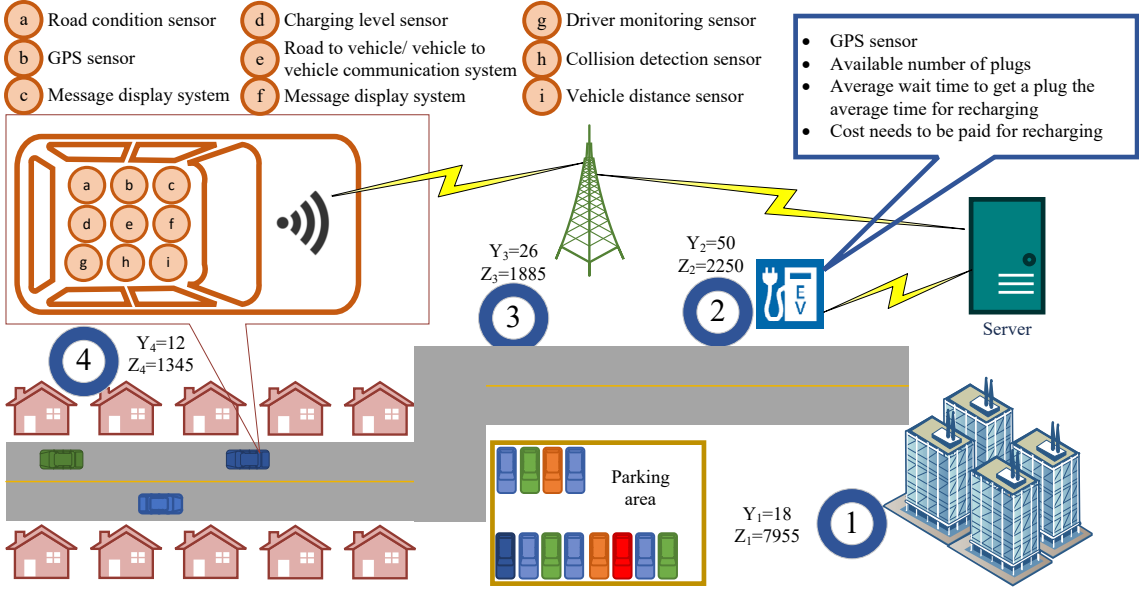 a Road condition sensor
b GPS sensor
c Message display system
d Charging level sensor
e Road to vehicle/ vehicle to
vehicle communication system
f Message display system
g Driver monitoring sensor
h Collision detection sensor
i Vehicle distance sensor
• GPS sensor
• Available number of plugs
• Average wait time to get a plug the
average time for recharging
• Cost needs to be paid for recharging
a b c
d e f
g h i
Y₃=26
Z₃=1885
3
Y₂=50
Z₂=2250
2
E
V
Server
4
Y₄=12
Z₄=1345
Parking
area
Y₁=18
Z₁=7955
1